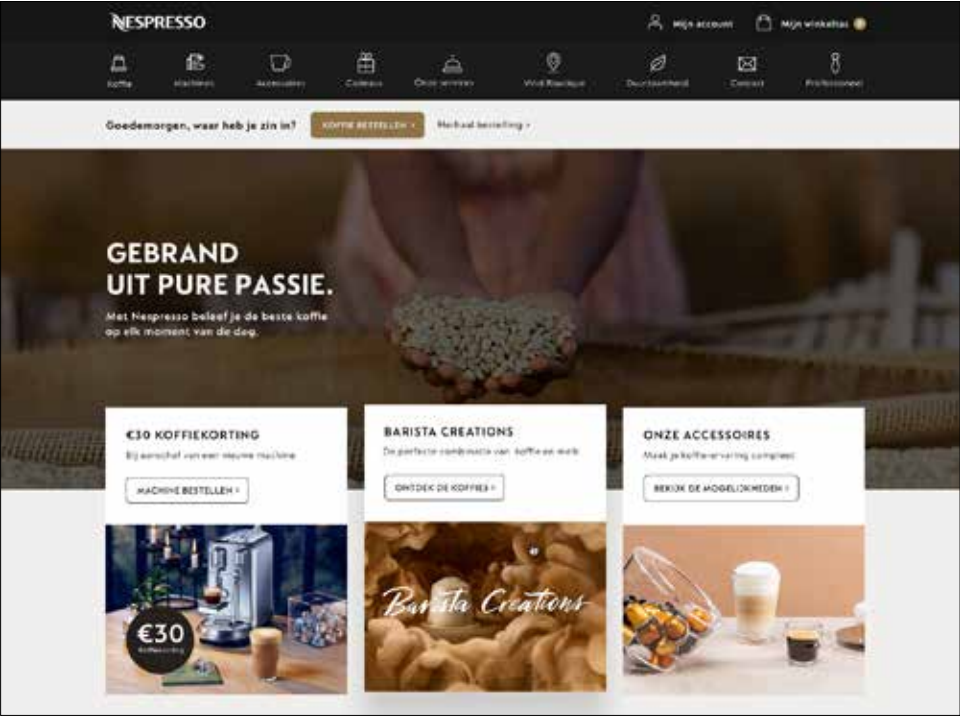 NESPRESSO
Mijn account
Mijn winkeltas
Koffie
Machines
Accessoires
Cadeaus
Onze services
Vind Boutique
Duurzaamheid
Contact
Professioneel
Goedemorgen, waar heb je zin in?
KOFFIE BESTELLEN ›
Herhaal bestelling ›
GEBRAND
UIT PURE PASSIE.
Met Nespresso beleef je de beste koffie
op elk moment van de dag.
€30 KOFFIEKORTING
Bij aanschaf van een nieuwe machine
MACHINE BESTELLEN ›
BARISTA CREATIONS
De perfecte combinatie van koffie en melk
ONTDEK DE KOFFIES ›
ONZE ACCESSOIRES
Maak je koffie-ervaring compleet
BEKIJK DE MOGELIJKHEDEN ›
€30
Koffiekorting
Barista Creations